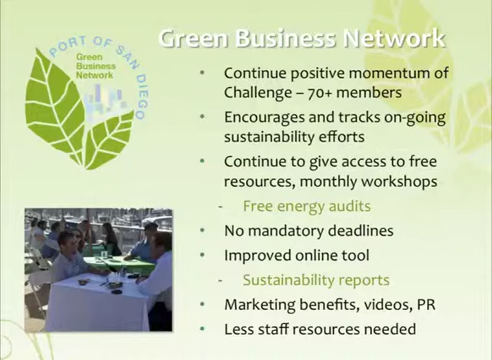 Green Business Network
PORT OF SAN DIEGO
Green
Business
Network
• Continue positive momentum of
Challenge – 70+ members
• Encourages and tracks on-going
sustainability efforts
• Continue to give access to free
resources, monthly workshops
- Free energy audits
• No mandatory deadlines
• Improved online tool
- Sustainability reports
• Marketing benefits, videos, PR
• Less staff resources needed